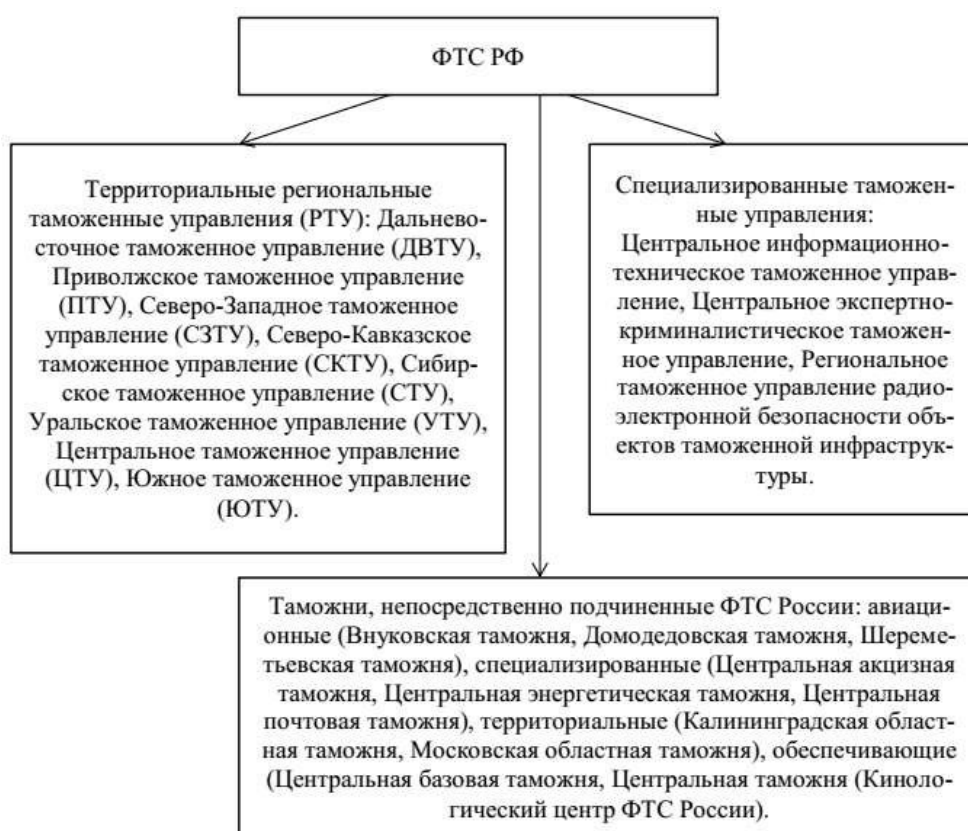 ФТС РФ
Территориальные региональные
таможенные управления (РТУ): Дальнево-
сточное таможенное управление (ДВТУ),
Приволжское таможенное управление
(ПТУ), Северо-Западное таможенное
управление (СЗТУ), Северо-Кавказское
таможенное управление (СКТУ), Сибир-
ское таможенное управление (СТУ),
Уральское таможенное управление (УТУ),
Центральное таможенное управление
(ЦТУ), Южное таможенное управление
(ЮТУ).
Специализированные таможен-
ные управления:
Центральное информационно-
техническое таможенное управ-
ление, Центральное экспертно-
криминалистическое таможен-
ное управление, Региональное
таможенное управление радио-
электронной безопасности объ-
ектов таможенной инфраструк-
туры.
Таможни, непосредственно подчиненные ФТС России: авиаци-
онные (Внуковская таможня, Домодедовская таможня, Шереме-
тьевская таможня), специализированные (Центральная акцизная
таможня, Центральная энергетическая таможня, Центральная
почтовая таможня), территориальные (Калининградская област-
ная таможня, Московская областная таможня), обеспечивающие
(Центральная базовая таможня, Центральная таможня (Киноло-
гический центр ФТС России).